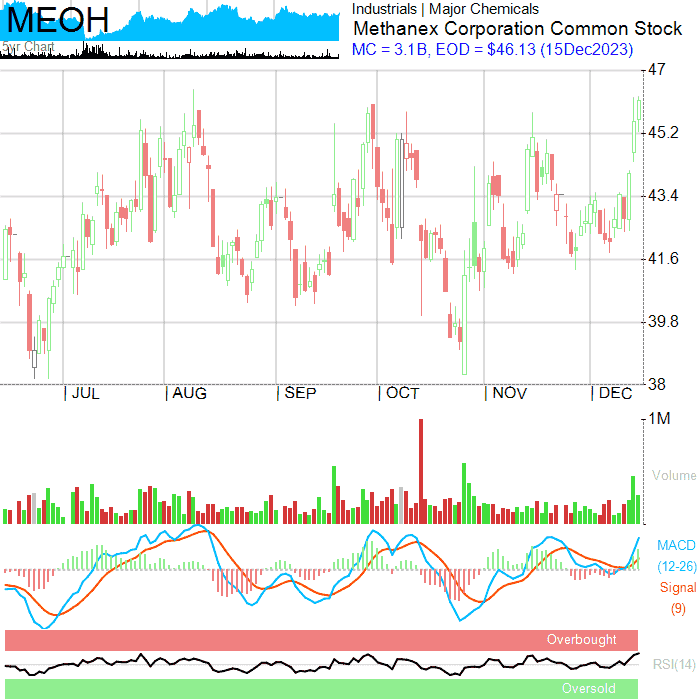 MEOH
5yr Chart
Industrials | Major Chemicals
Methanex Corporation Common Stock
MC = 3.1B, EOD = $46.13 (15Dec2023)
47
45.2
43.4
41.6
39.8
38
| JUL | AUG | SEP | OCT | NOV | DEC
1M
Volume
MACD
(12-26)
Signal
(9)
Overbought
RSI(14)
Oversold